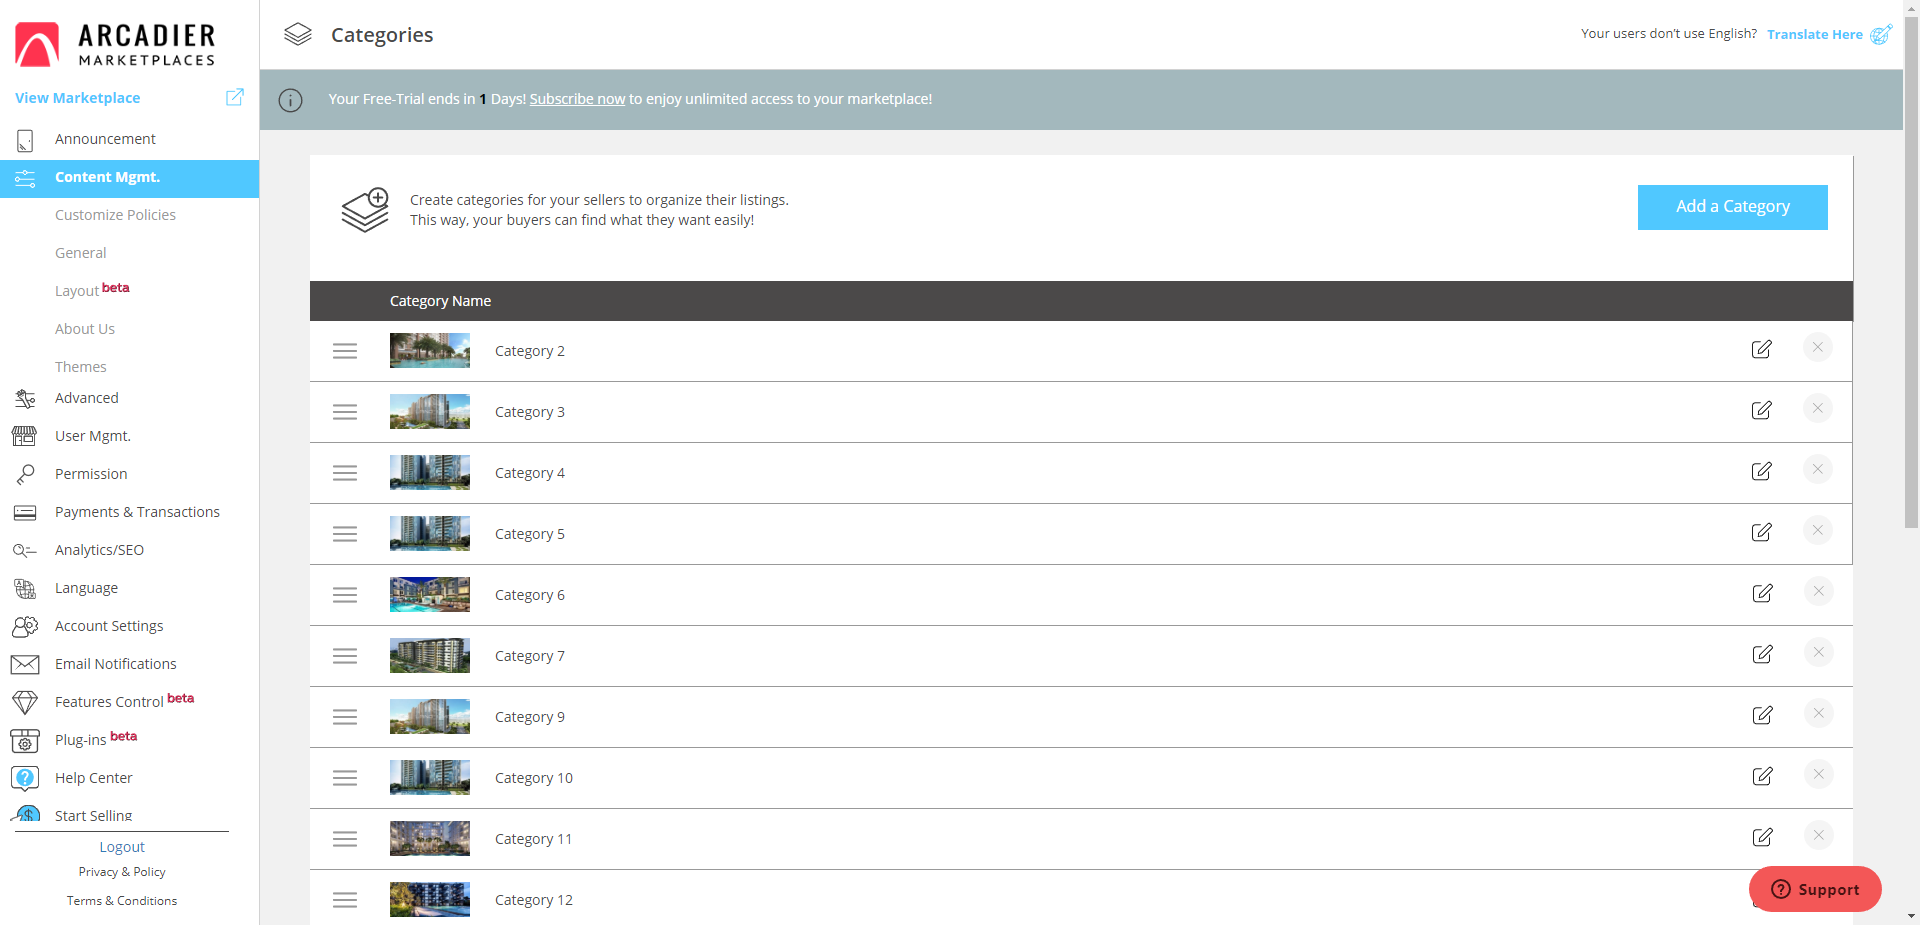 ARCADIER
MARKETPLACES
View Marketplace
Announcement
Content Mgmt.
Customize Policies
General
Layout beta
About Us
Themes
Advanced
User Mgmt.
Permission
Payments & Transactions
Analytics/SEO
Language
Account Settings
Email Notifications
Features Control beta
Plug-ins beta
Help Center
Start Selling
Logout
Privacy & Policy
Terms & Conditions
Categories
Your users don't use English? Translate Here
Your Free-Trial ends in 1 Days! Subscribe now to enjoy unlimited access to your marketplace!
Create categories for your sellers to organize their listings.
This way, your buyers can find what they want easily!
Add a Category
Category Name
Category 2
Category 3
Category 4
Category 5
Category 6
Category 7
Category 9
Category 10
Category 11
Category 12
Support